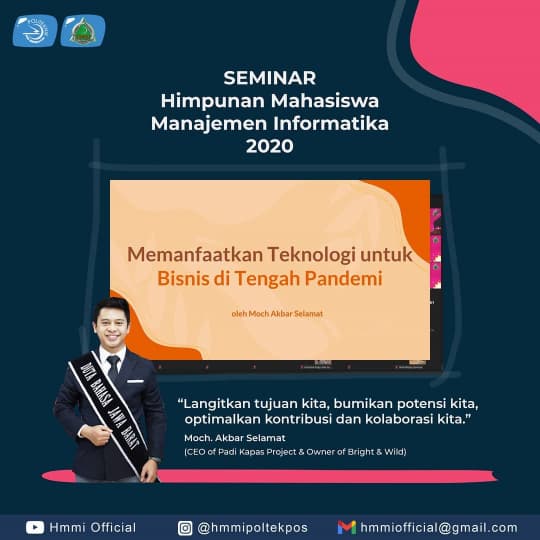 POLTEKPOS
SEMINAR
Himpunan Mahasiswa
Manajemen Informatika
2020
Memanfaatkan Teknologi untuk
Bisnis di Tengah Pandemi
oleh Moch Akbar Selamat
DUTA BAHASA JAWA BARAT
“Langitkan tujuan kita, bumikan potensi kita,
optimalkan kontribusi dan kolaborasi kita.”
Moch. Akbar Selamat
(CEO of Padi Kapas Project & Owner of Bright & Wild)
Hmmi Official
@hmmipoltekpos
hmmiofficial@gmail.com